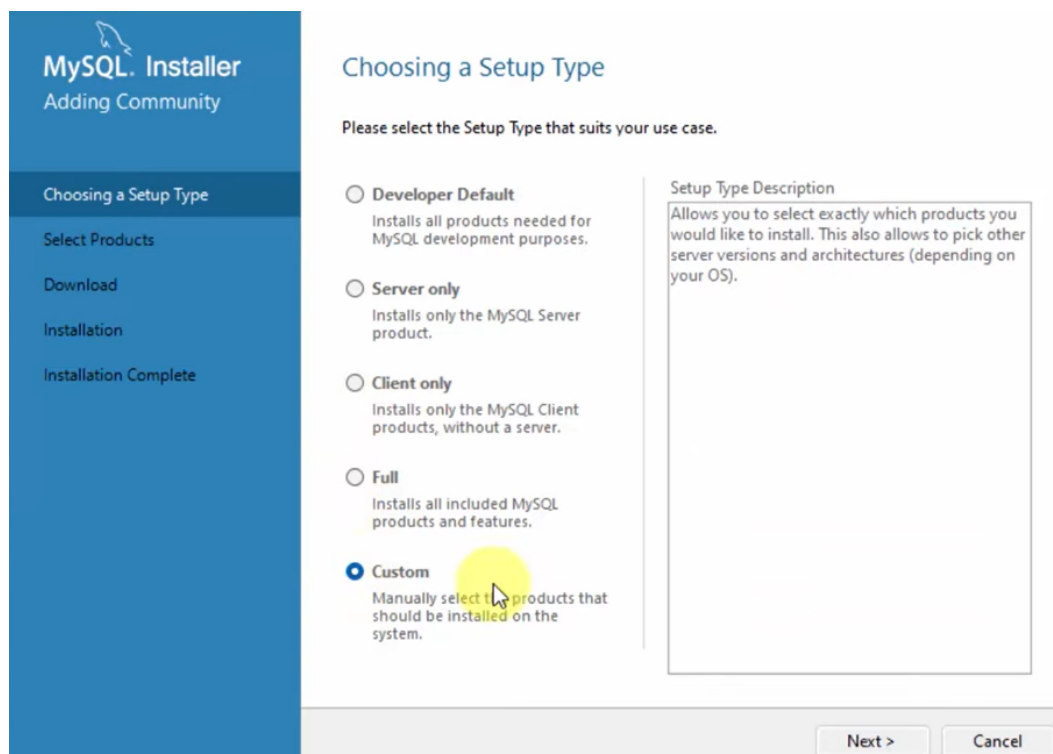 MySQL. Installer
Adding Community
Choosing a Setup Type
Select Products
Download
Installation
Installation Complete
Choosing a Setup Type
Please select the Setup Type that suits your use case.
Developer Default
Installs all products needed for
MySQL development purposes.
Server only
Installs only the MySQL Server
product.
Client only
Installs only the MySQL Client
products, without a server.
Full
Installs all included MySQL
products and features.
Custom
Manually select the products that
should be installed on the
system.
Setup Type Description
Allows you to select exactly which products you
would like to install. This also allows to pick other
server versions and architectures (depending on
your OS).
Next >
Cancel